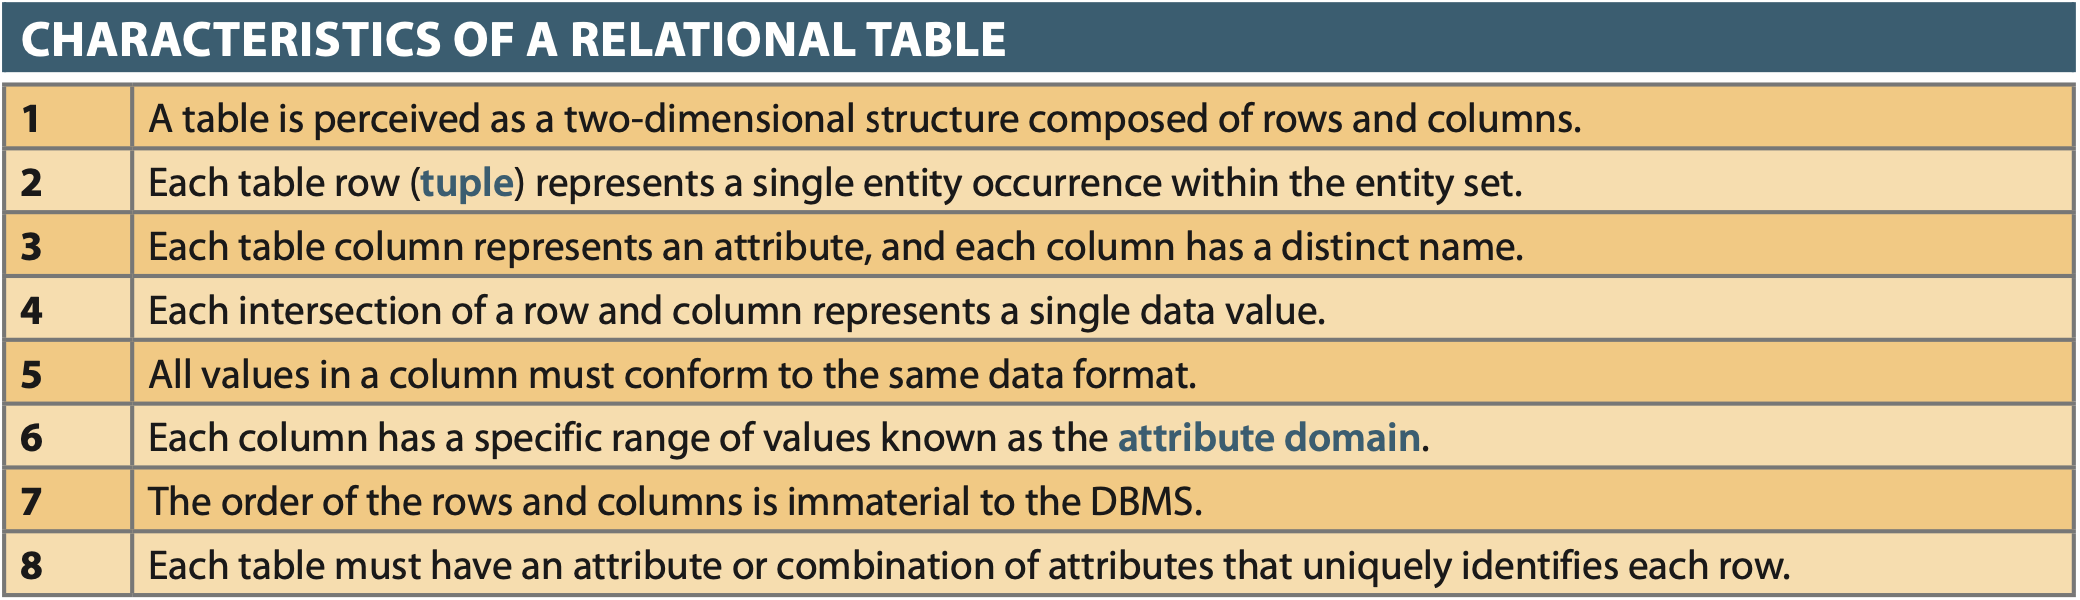 CHARACTERISTICS OF A RELATIONAL TABLE
1 A table is perceived as a two-dimensional structure composed of rows and columns.
2 Each table row (tuple) represents a single entity occurrence within the entity set.
3 Each table column represents an attribute, and each column has a distinct name.
4 Each intersection of a row and column represents a single data value.
5 All values in a column must conform to the same data format.
6 Each column has a specific range of values known as the attribute domain.
7 The order of the rows and columns is immaterial to the DBMS.
8 Each table must have an attribute or combination of attributes that uniquely identifies each row.